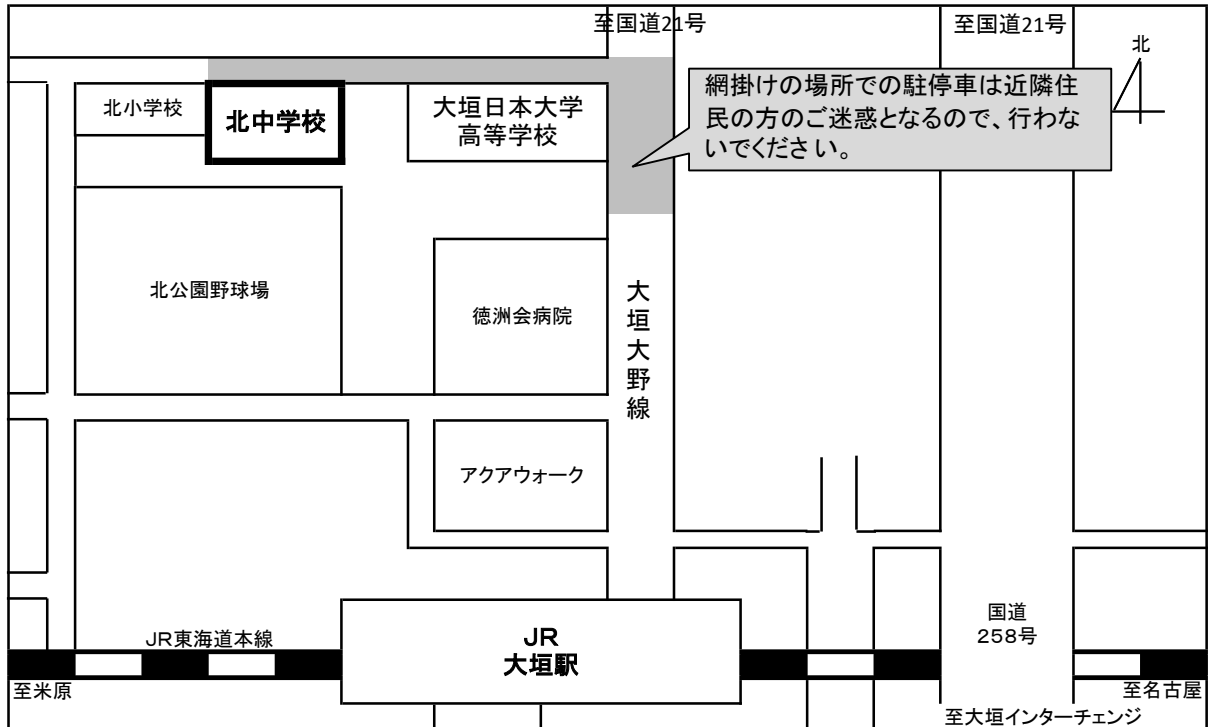 至国道21号
至国道21号
北
網掛けの場所での駐停車は近隣住
民の方のご迷惑となるので、行わな
いでください。
北小学校
北中学校
大垣日本大学
高等学校
北公園野球場
徳洲会病院
大垣大野線
アクアウォーク
国道
258号
JR東海道本線
JR
大垣駅
至米原
至名古屋
至大垣インターチェンジ